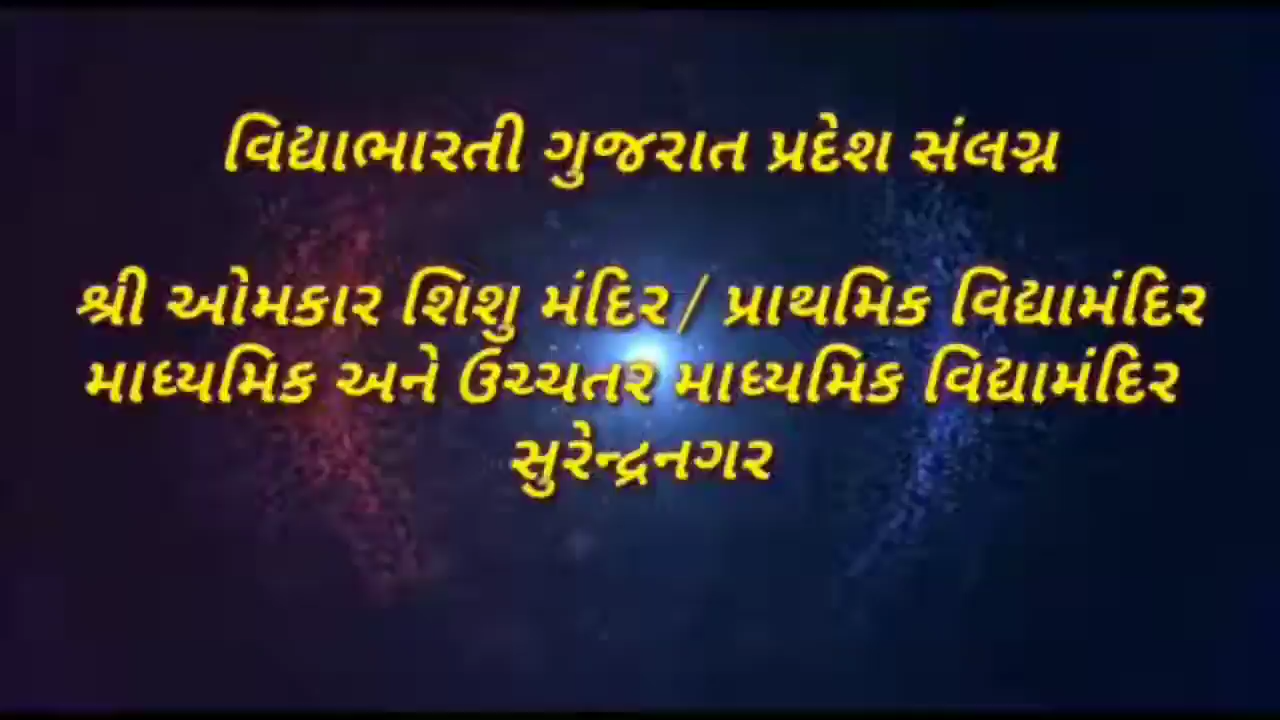 વિદ્યાભારતી ગુજરાત પ્રદેશ સંલગ્ન
શ્રી ઓમકાર શિશુ મંદિર / પ્રાથમિક વિદ્યામંદિર
માધ્યમિક અને ઉચ્ચતર માધ્યમિક વિદ્યામંદિર
સુરેન્દ્રનગર